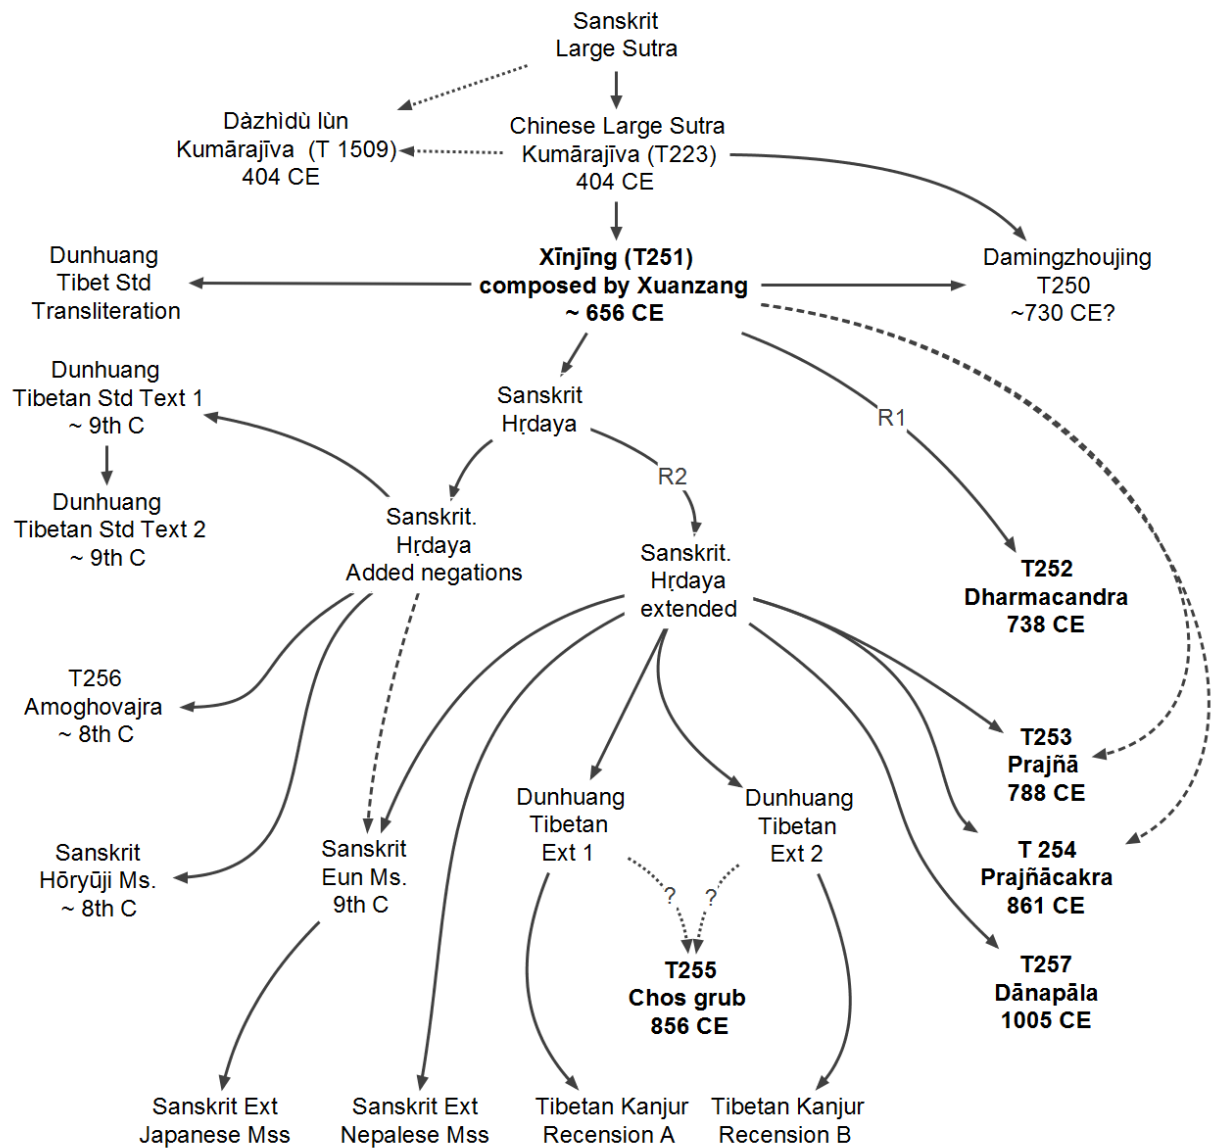 Sanskrit
Large Sutra
Dàzhìdù lùn
Kumārajīva (T 1509)
404 CE
Chinese Large Sutra
Kumārajīva (T223)
404 CE
Dunhuang
Tibet Std
Transliteration
Xīnjīng (T251)
composed by Xuanzang
~ 656 CE
Damingzhoujing
T250
~730 CE?
Dunhuang
Tibetan Std Text 1
~ 9th C
Sanskrit
Hṛdaya
R1
R2
Dunhuang
Tibetan Std Text 2
~ 9th C
Sanskrit.
Hṛdaya
Added negations
Sanskrit.
Hṛdaya
extended
T252
Dharmacandra
738 CE
T256
Amoghovajra
~ 8th C
T253
Prajñā
788 CE
Dunhuang
Tibetan
Ext 1
Dunhuang
Tibetan
Ext 2
Sanskrit
Hōryūji Ms.
~ 8th C
Sanskrit
Eun Ms.
9th C
T 254
Prajñācakra
861 CE
?
?
T255
Chos grub
856 CE
T257
Dānapāla
1005 CE
Sanskrit Ext
Japanese Mss
Sanskrit Ext
Nepalese Mss
Tibetan Kanjur
Recension A
Tibetan Kanjur
Recension B